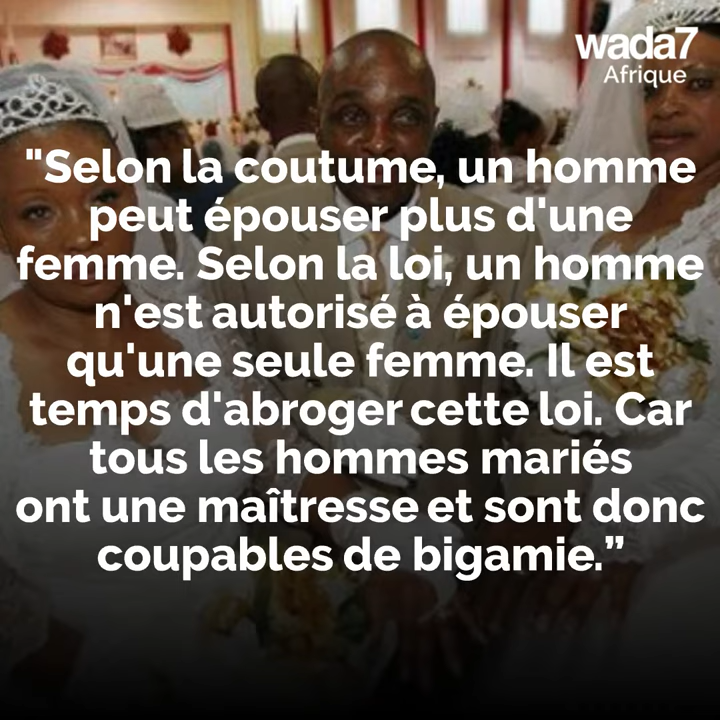 wada7
Afrique
"Selon la coutume, un homme
peut épouser plus d'une
femme. Selon la loi, un homme
n'est autorisé à épouser
qu'une seule femme. Il est
temps d'abroger cette loi. Car
tous les hommes mariés
ont une maîtresse et sont donc
coupables de bigamie.”